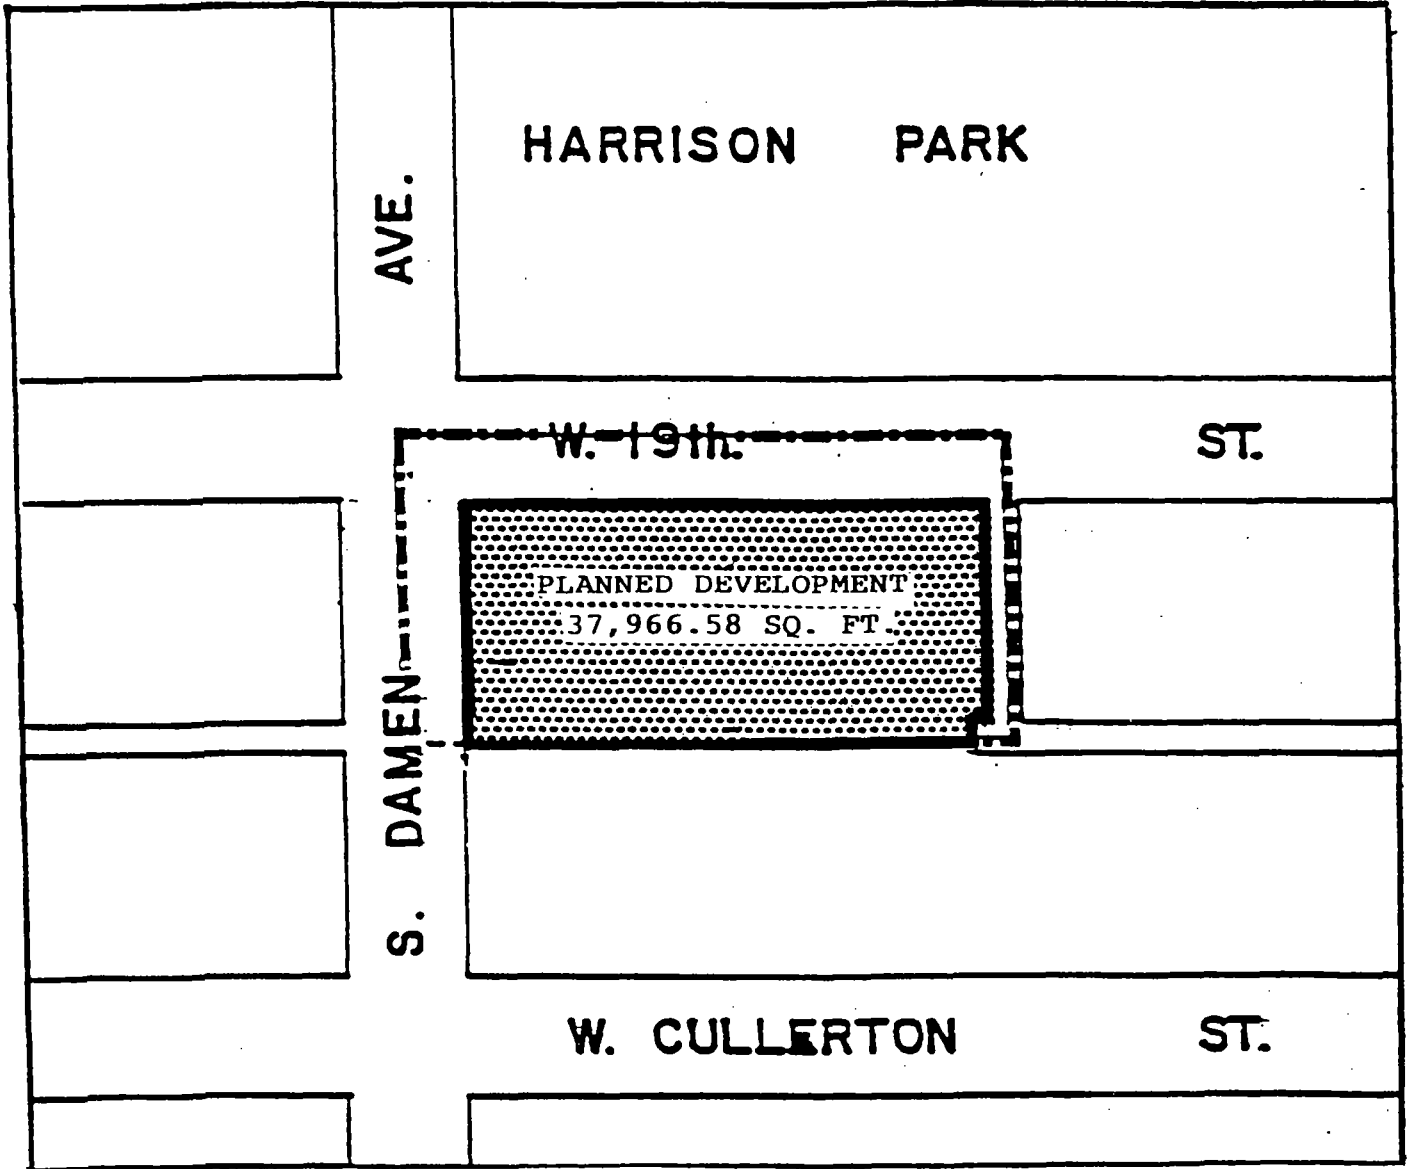 HARRISON PARK
S. DAMEN AVE.
W. 19th. ST.
PLANNED DEVELOPMENT
37,966.58 SQ. FT.
W. CULLERTON ST.